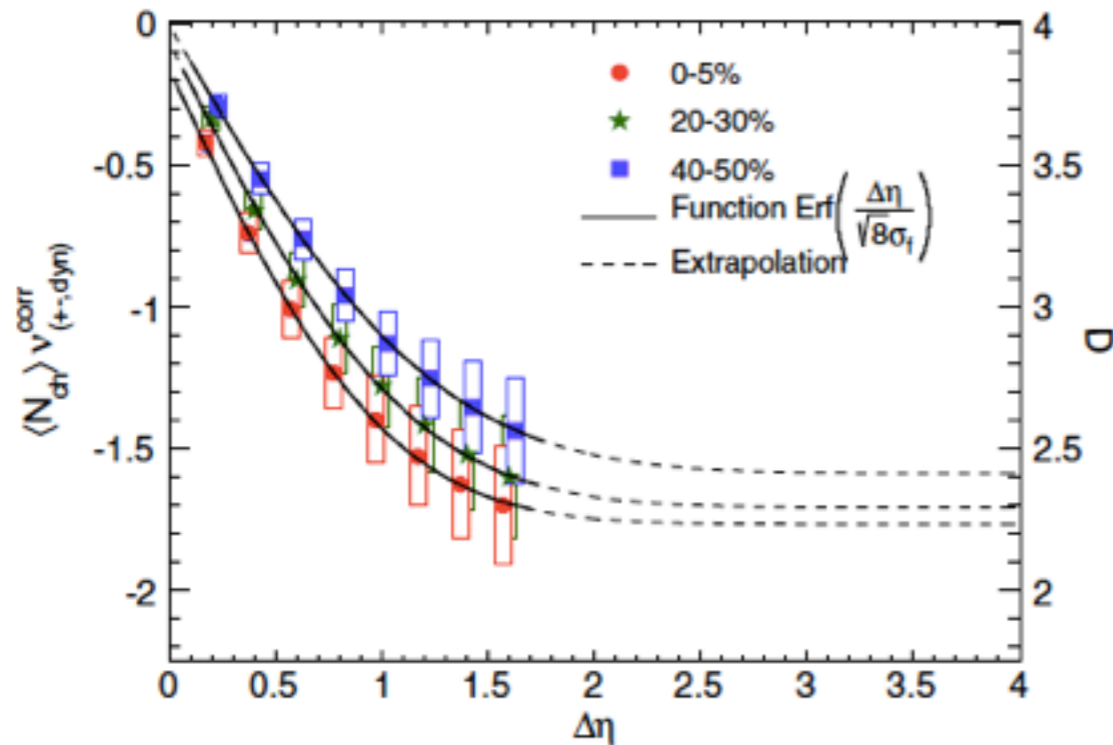 0
-0.5
-1
-1.5
-2
⟨N_ch⟩ ν^corr_(+-,dyn)
0-5%
20-30%
40-50%
Function Erf(Δη/√8σ_f)
Extrapolation
4
3.5
3
2.5
2
D
0 0.5 1 1.5 2 2.5 3 3.5 4
Δη